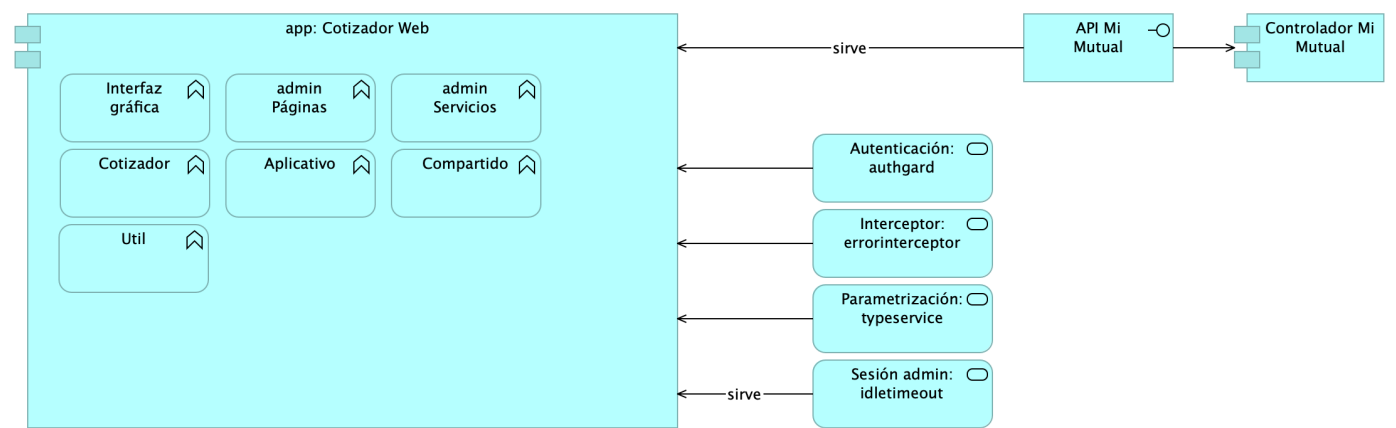 app: Cotizador Web
API Mi
Mutual
Controlador Mi
Mutual
sirve
Interfaz
gráfica
admin
Páginas
admin
Servicios
Cotizador
Aplicativo
Compartido
Util
Autenticación:
authgard
Interceptor:
errorinterceptor
Parametrización:
typeservice
Sesión admin:
idletimeout
sirve